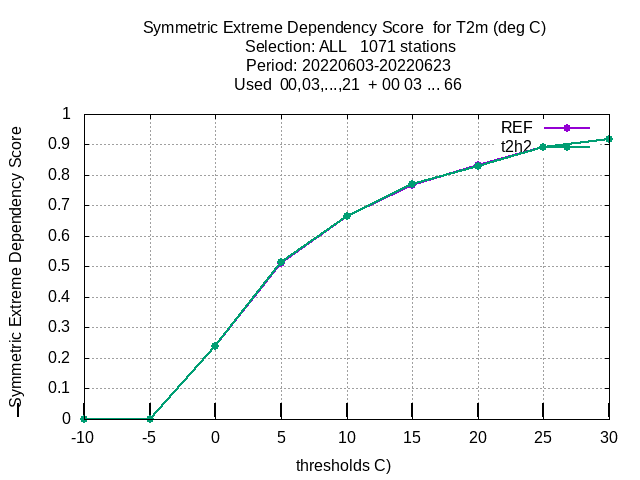 Symmetric Extreme Dependency Score  for T2m (deg C)
Selection: ALL   1071 stations
Period: 20220603-20220623
Used  00,03,...,21  + 00 03 ... 66
Symmetric Extreme Dependency Score
REF
t2h2
1
0.9
0.8
0.7
0.6
0.5
0.4
0.3
0.2
0.1
0
-10
-5
0
5
10
15
20
25
30
thresholds C)